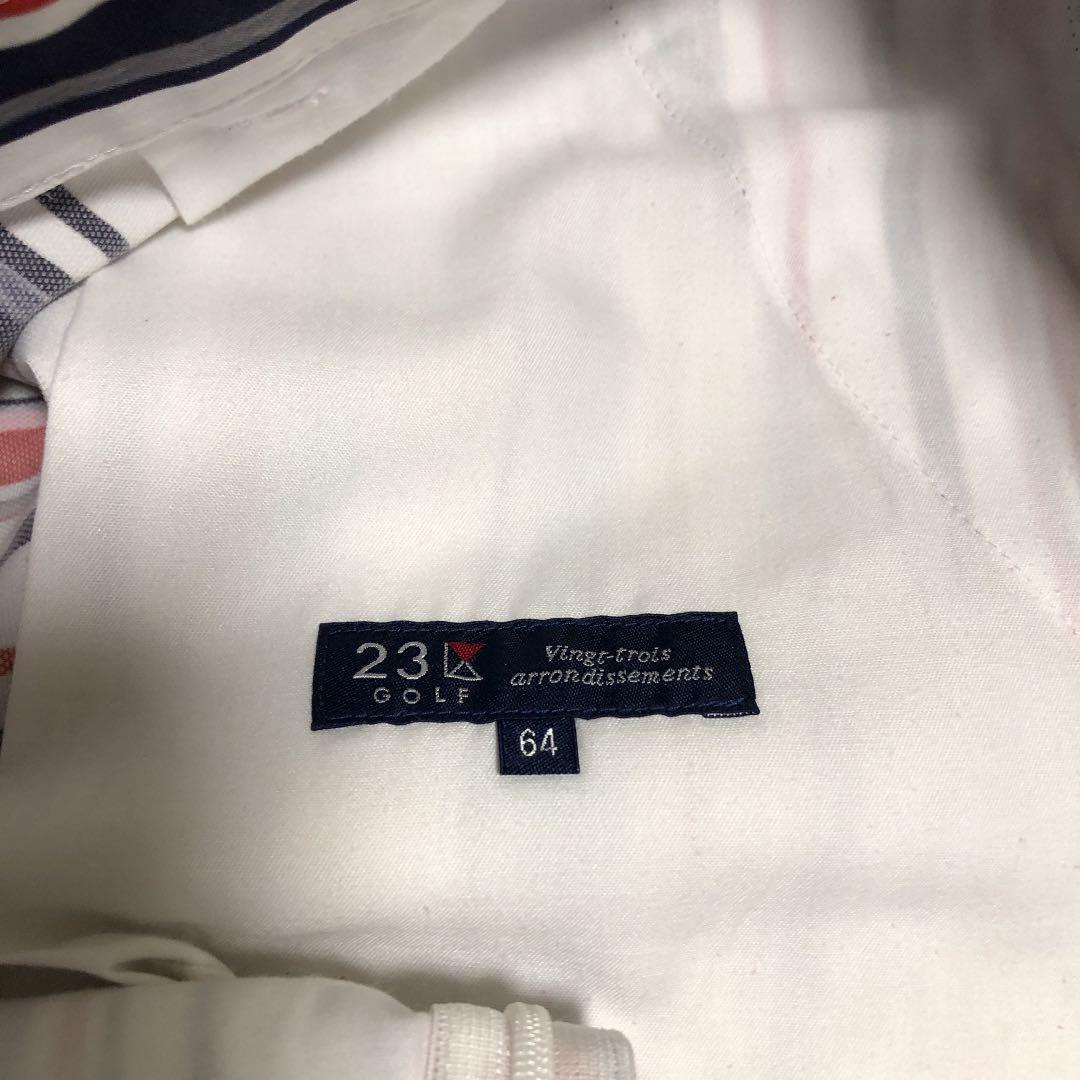 23
GOLF
Vingt-trois
arrondissements
64